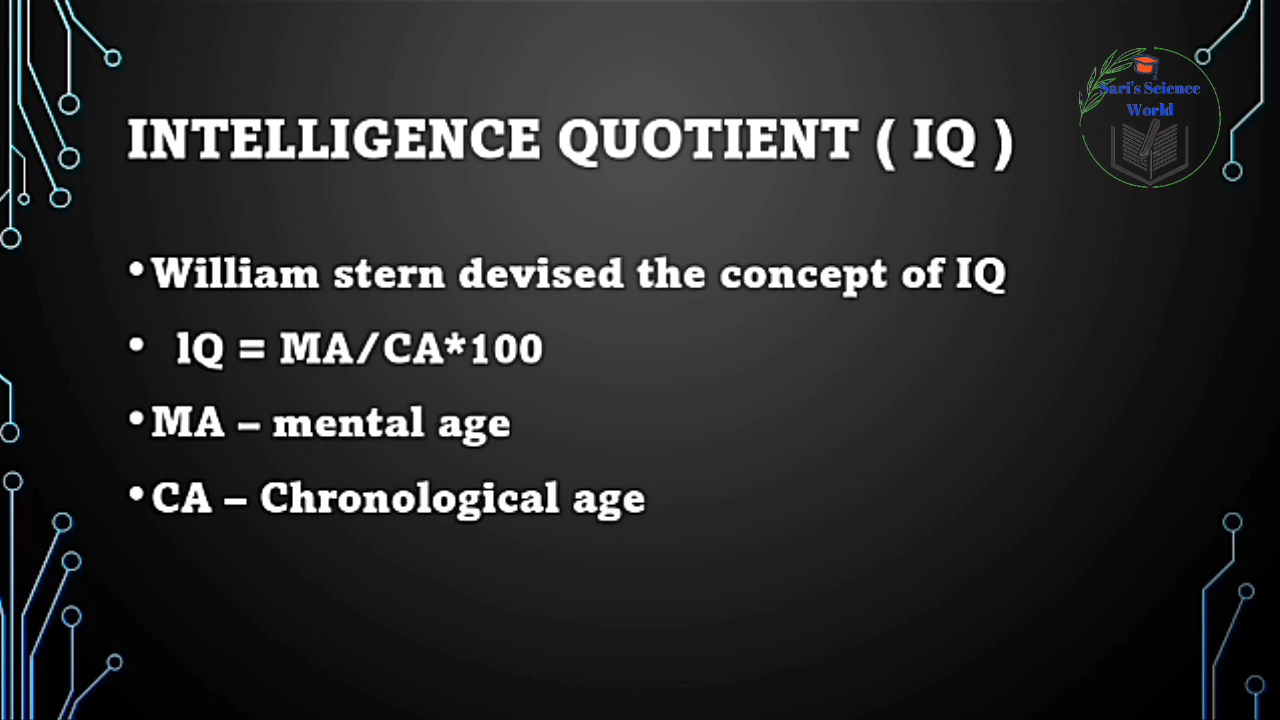 Sari's Science
World
INTELLIGENCE QUOTIENT ( IQ )
• William stern devised the concept of IQ
• lQ = MA/CA*100
• MA – mental age
• CA – Chronological age